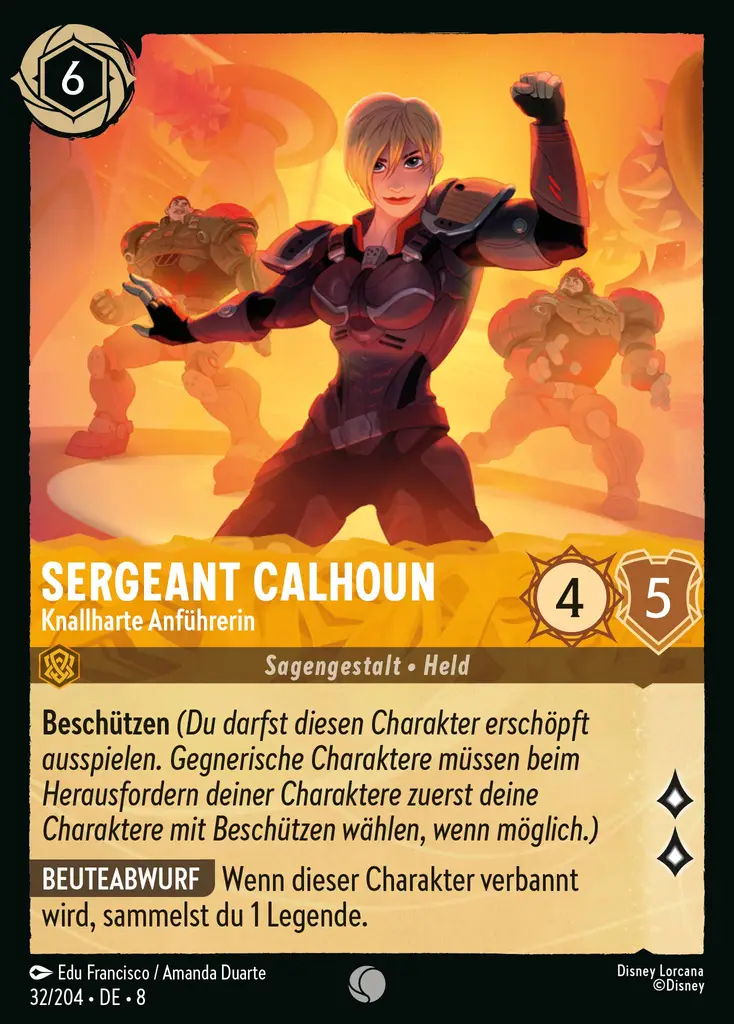 6
SERGEANT CALHOUN
Knallharte Anführerin
4
5
Sagengestalt • Held
Beschützen (Du darfst diesen Charakter erschöpft
ausspielen. Gegnerische Charaktere müssen beim
Herausfordern deiner Charaktere zuerst deine
Charaktere mit Beschützen wählen, wenn möglich.)
BEUTEABWURF Wenn dieser Charakter verbannt
wird, sammelst du 1 Legende.
Edu Francisco / Amanda Duarte
32/204 • DE • 8
Disney Lorcana
©Disney